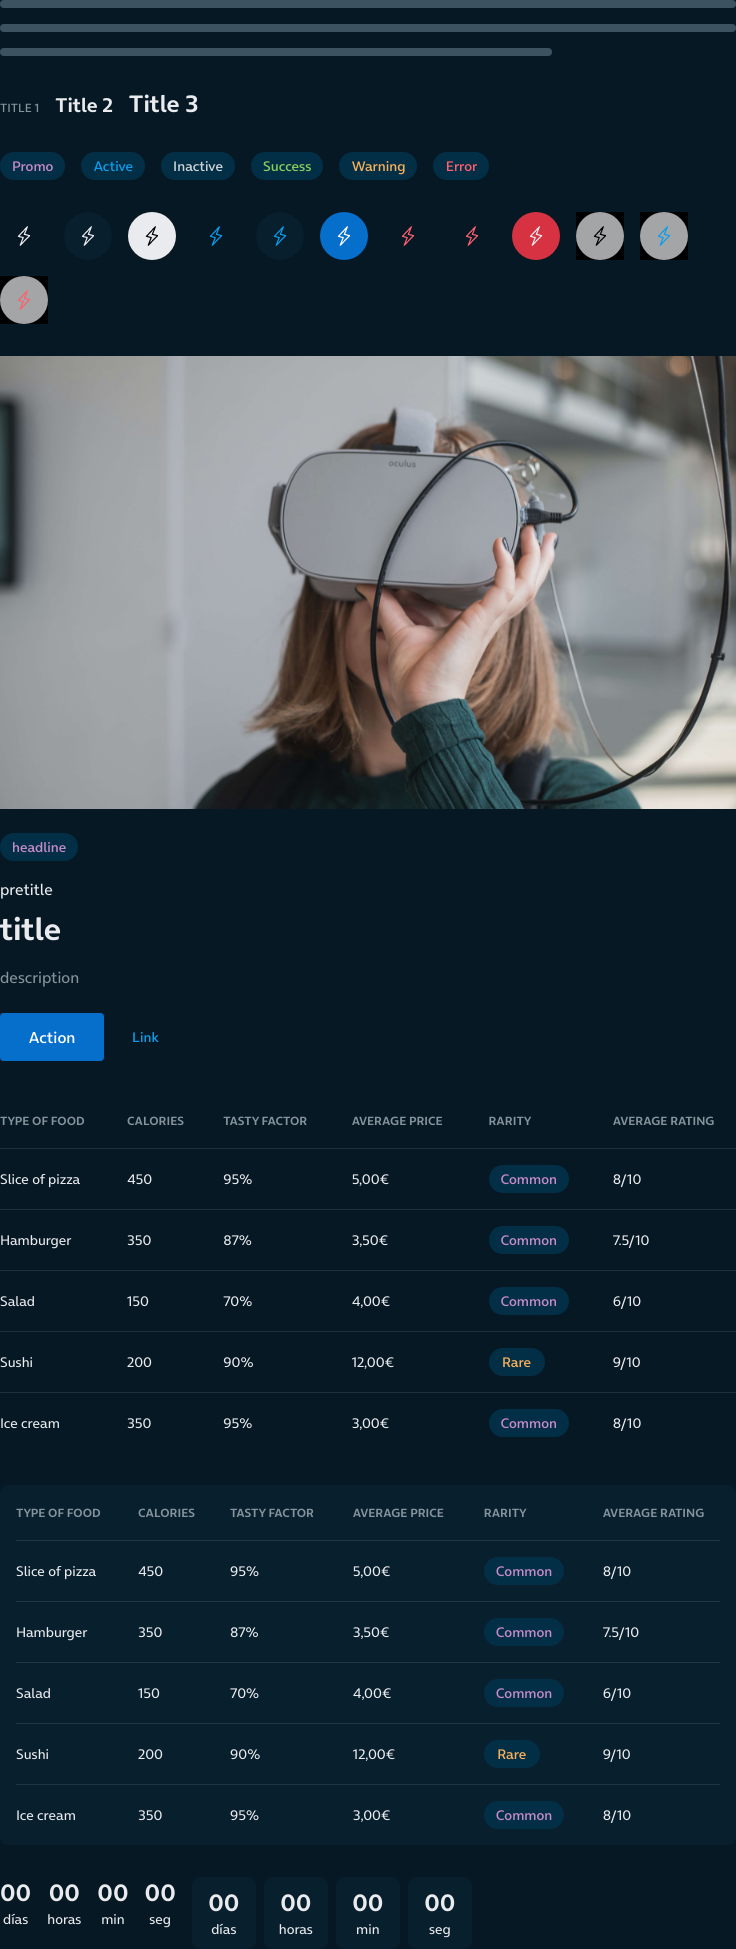 TITLE 1 Title 2 Title 3
Promo Active Inactive Success Warning Error
oculus
headline
pretitle
title
description
Action Link
TYPE OF FOOD CALORIES TASTY FACTOR AVERAGE PRICE RARITY AVERAGE RATING
Slice of pizza 450 95% 5,00€ Common 8/10
Hamburger 350 87% 3,50€ Common 7.5/10
Salad 150 70% 4,00€ Common 6/10
Sushi 200 90% 12,00€ Rare 9/10
Ice cream 350 95% 3,00€ Common 8/10
TYPE OF FOOD CALORIES TASTY FACTOR AVERAGE PRICE RARITY AVERAGE RATING
Slice of pizza 450 95% 5,00€ Common 8/10
Hamburger 350 87% 3,50€ Common 7.5/10
Salad 150 70% 4,00€ Common 6/10
Sushi 200 90% 12,00€ Rare 9/10
Ice cream 350 95% 3,00€ Common 8/10
00 00 00 00 00 00 00 00
días horas min seg días horas min seg